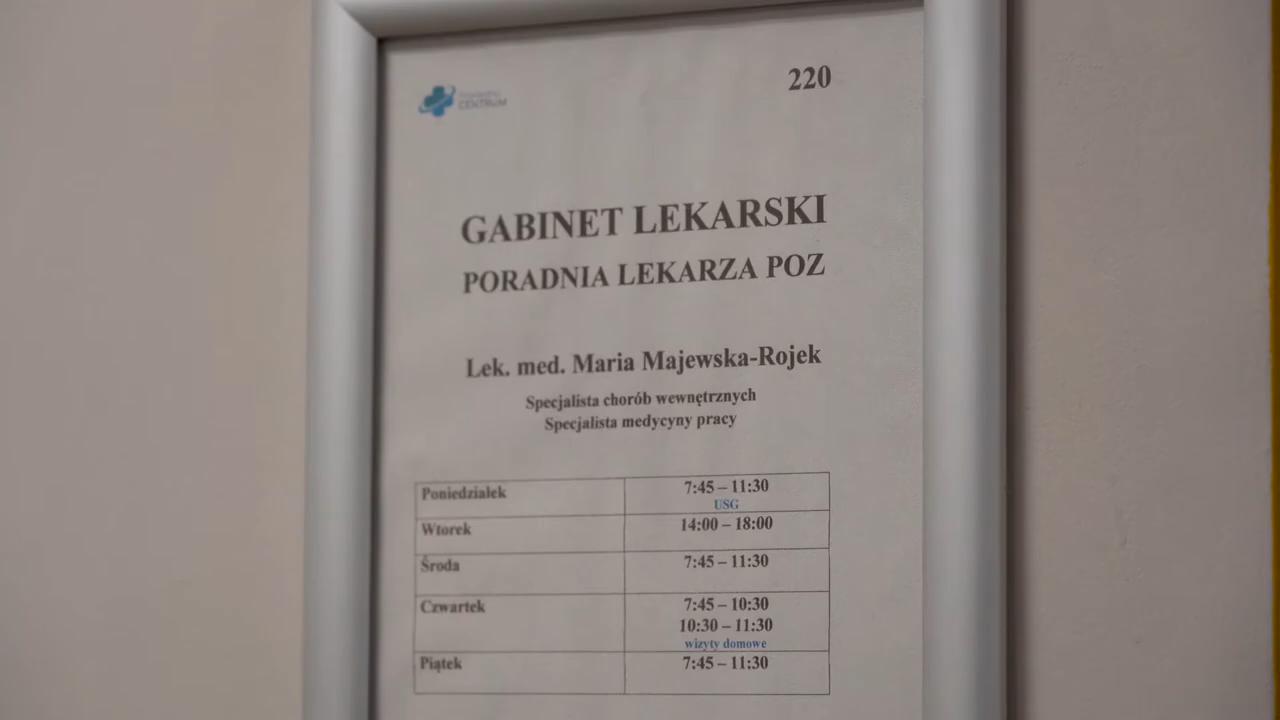 CENTRUM
220
GABINET LEKARSKI
PORADNIA LEKARZA POZ
Lek. med. Maria Majewska-Rojek
Specjalista chorób wewnętrznych
Specjalista medycyny pracy
Poniedziałek 7:45 – 11:30
USG
Wtorek 14:00 – 18:00
Środa 7:45 – 11:30
Czwartek 7:45 – 10:30
10:30 – 11:30
wizyty domowe
Piątek 7:45 – 11:30